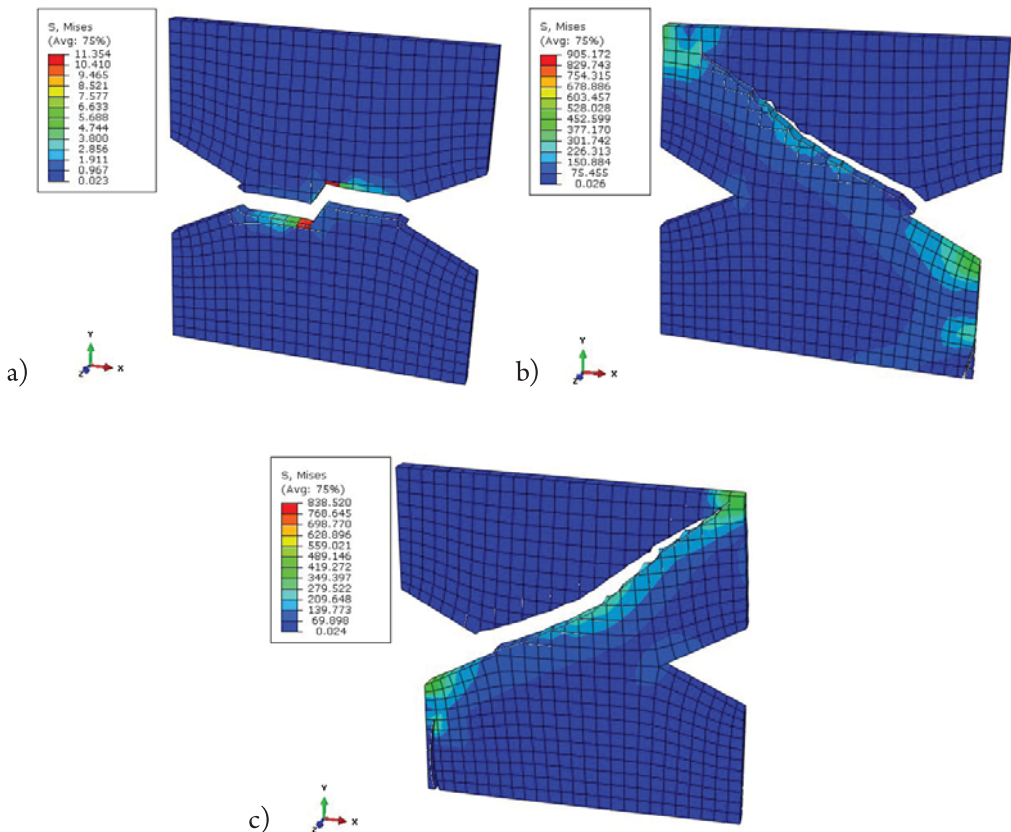 S, Mises
(Avg: 75%)
11.354
10.410
9.465
8.521
7.577
6.633
5.688
4.744
3.800
2.856
1.911
0.967
0.023
Y
X
Z
a)
S, Mises
(Avg: 75%)
905.172
829.743
754.315
678.886
603.457
528.028
452.599
377.170
301.742
226.313
150.884
75.455
0.026
Y
X
Z
b)
S, Mises
(Avg: 75%)
838.520
768.645
698.770
628.896
559.021
489.146
419.272
349.397
279.522
209.648
139.773
69.898
0.024
Y
X
Z
c)